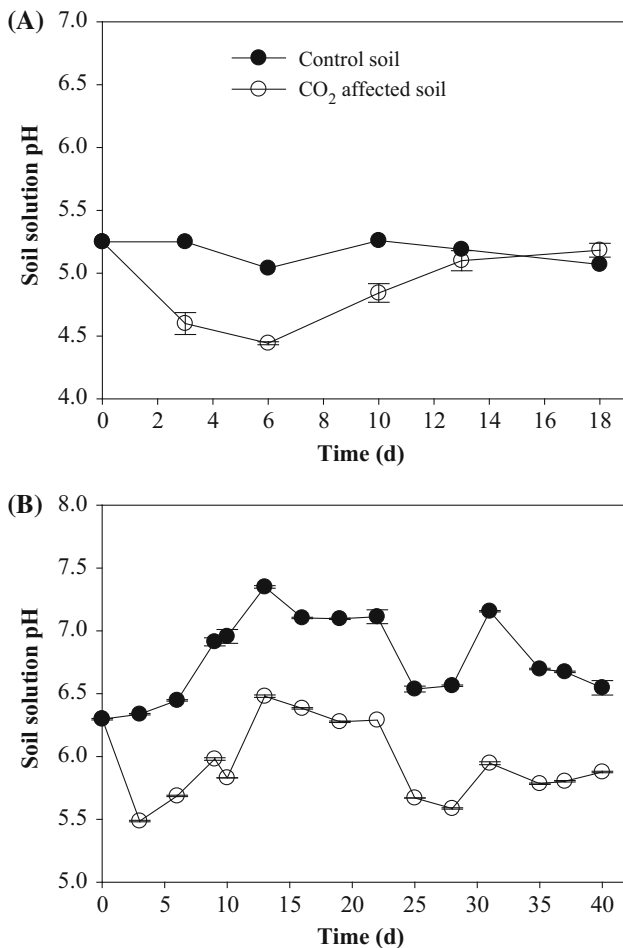 (A)
7.0
6.5
6.0
5.5
5.0
4.5
4.0
Soil solution pH
Control soil
CO2 affected soil
0 2 4 6 8 10 12 14 16 18
Time (d)
(B)
8.0
7.5
7.0
6.5
6.0
5.5
5.0
Soil solution pH
0 5 10 15 20 25 30 35 40
Time (d)